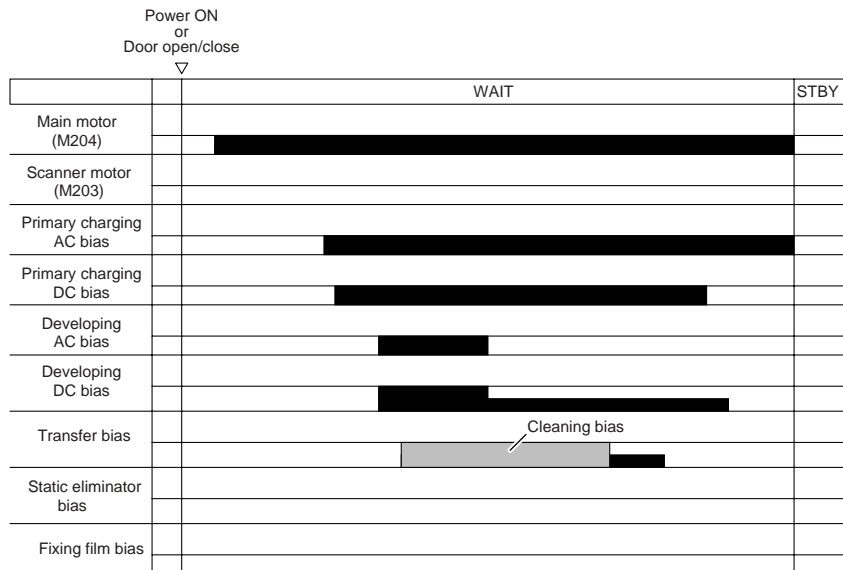 Power ON
or
Door open/close
WAIT
STBY
Main motor
(M204)
Scanner motor
(M203)
Primary charging
AC bias
Primary charging
DC bias
Developing
AC bias
Developing
DC bias
Cleaning bias
Transfer bias
Static eliminator
bias
Fixing film bias